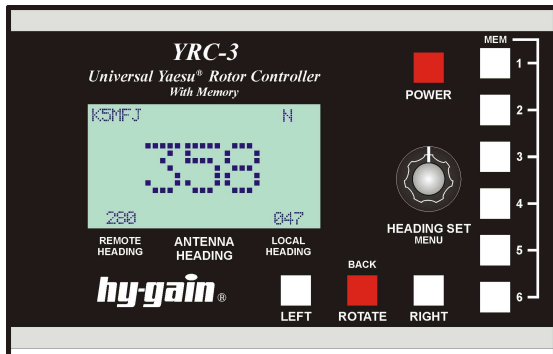 YRC-3
Universal Yaesu® Rotor Controller
With Memory
K5MFJ N
358
280 047
REMOTE HEADING
ANTENNA HEADING
LOCAL HEADING
hy-gain®
POWER
HEADING SET
MENU
BACK
LEFT ROTATE RIGHT
MEM
1
2
3
4
5
6